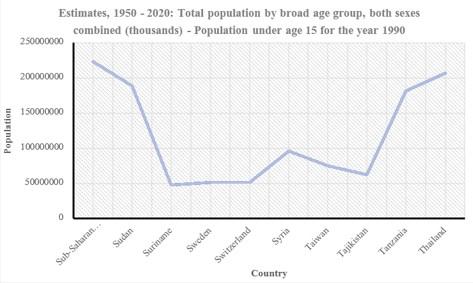 Estimates, 1950 - 2020: Total population by broad age group, both sexes
combined (thousands) - Population under age 15 for the year 1990
250000000
200000000
150000000
100000000
50000000
0
Population
Sub-Saharan…
Sudan
Suriname
Sweden
Switzerland
Syria
Taiwan
Tajikistan
Tanzania
Thailand
Country